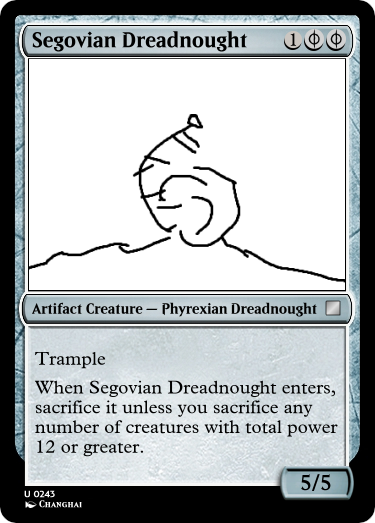 Segovian Dreadnought 1
Artifact Creature — Phyrexian Dreadnought
Trample
When Segovian Dreadnought enters,
sacrifice it unless you sacrifice any
number of creatures with total power
12 or greater.
5/5
U 0243
Changhai